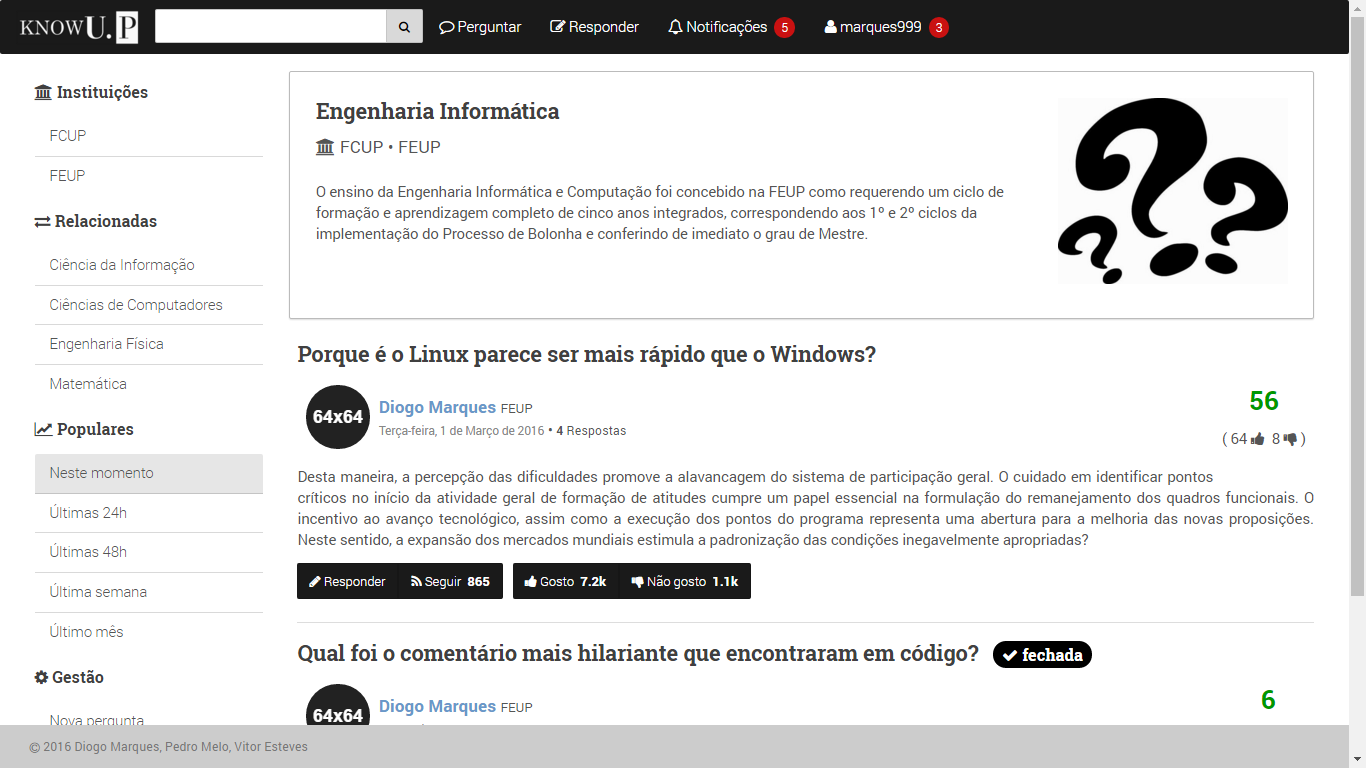 KNOWU.P
Perguntar
Responder
Notificações 5
marques999 3
Instituições
FCUP
FEUP
Relacionadas
Ciência da Informação
Ciências de Computadores
Engenharia Física
Matemática
Populares
Neste momento
Últimas 24h
Últimas 48h
Última semana
Último mês
Gestão
Nova pergunta
Engenharia Informática
FCUP • FEUP
O ensino da Engenharia Informática e Computação foi concebido na FEUP como requerendo um ciclo de
formação e aprendizagem completo de cinco anos integrados, correspondendo aos 1º e 2º ciclos da
implementação do Processo de Bolonha e conferindo de imediato o grau de Mestre.
???
Porque é o Linux parece ser mais rápido que o Windows?
64x64
Diogo Marques FEUP
Terça-feira, 1 de Março de 2016 • 4 Respostas
56
( 64 8 )
Desta maneira, a percepção das dificuldades promove a alavancagem do sistema de participação geral. O cuidado em identificar pontos
críticos no início da atividade geral de formação de atitudes cumpre um papel essencial na formulação do remanejamento dos quadros funcionais. O
incentivo ao avanço tecnológico, assim como a execução dos pontos do programa representa uma abertura para a melhoria das novas proposições.
Neste sentido, a expansão dos mercados mundiais estimula a padronização das condições inegavelmente apropriadas?
Responder Seguir 865 Gosto 7.2k Não gosto 1.1k
Qual foi o comentário mais hilariante que encontraram em código? fechada
64x64
Diogo Marques FEUP
6
© 2016 Diogo Marques, Pedro Melo, Vitor Esteves